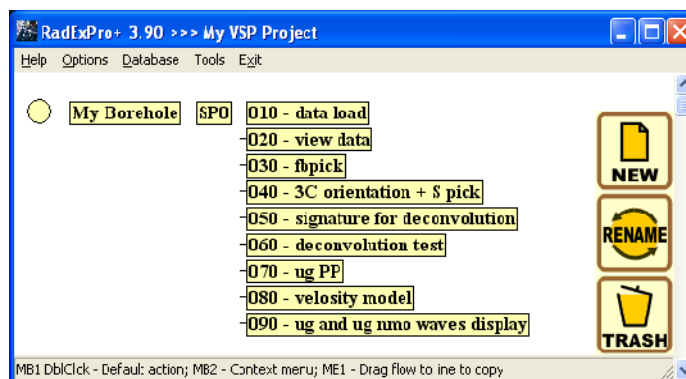 RadExPro+ 3.90 >>> My VSP Project
Help Options Database Tools Exit
My Borehole SP0 010 - data load
020 - view data
030 - fbpick
040 - 3C orientation + S pick
050 - signature for deconvolution
060 - deconvolution test
070 - ug PP
080 - velosity model
090 - ug and ug nmo waves display
NEW
RENAME
TRASH
MB1 DblClck - Default action; MB2 - Context menu; MB1 - Drag flow to line to copy